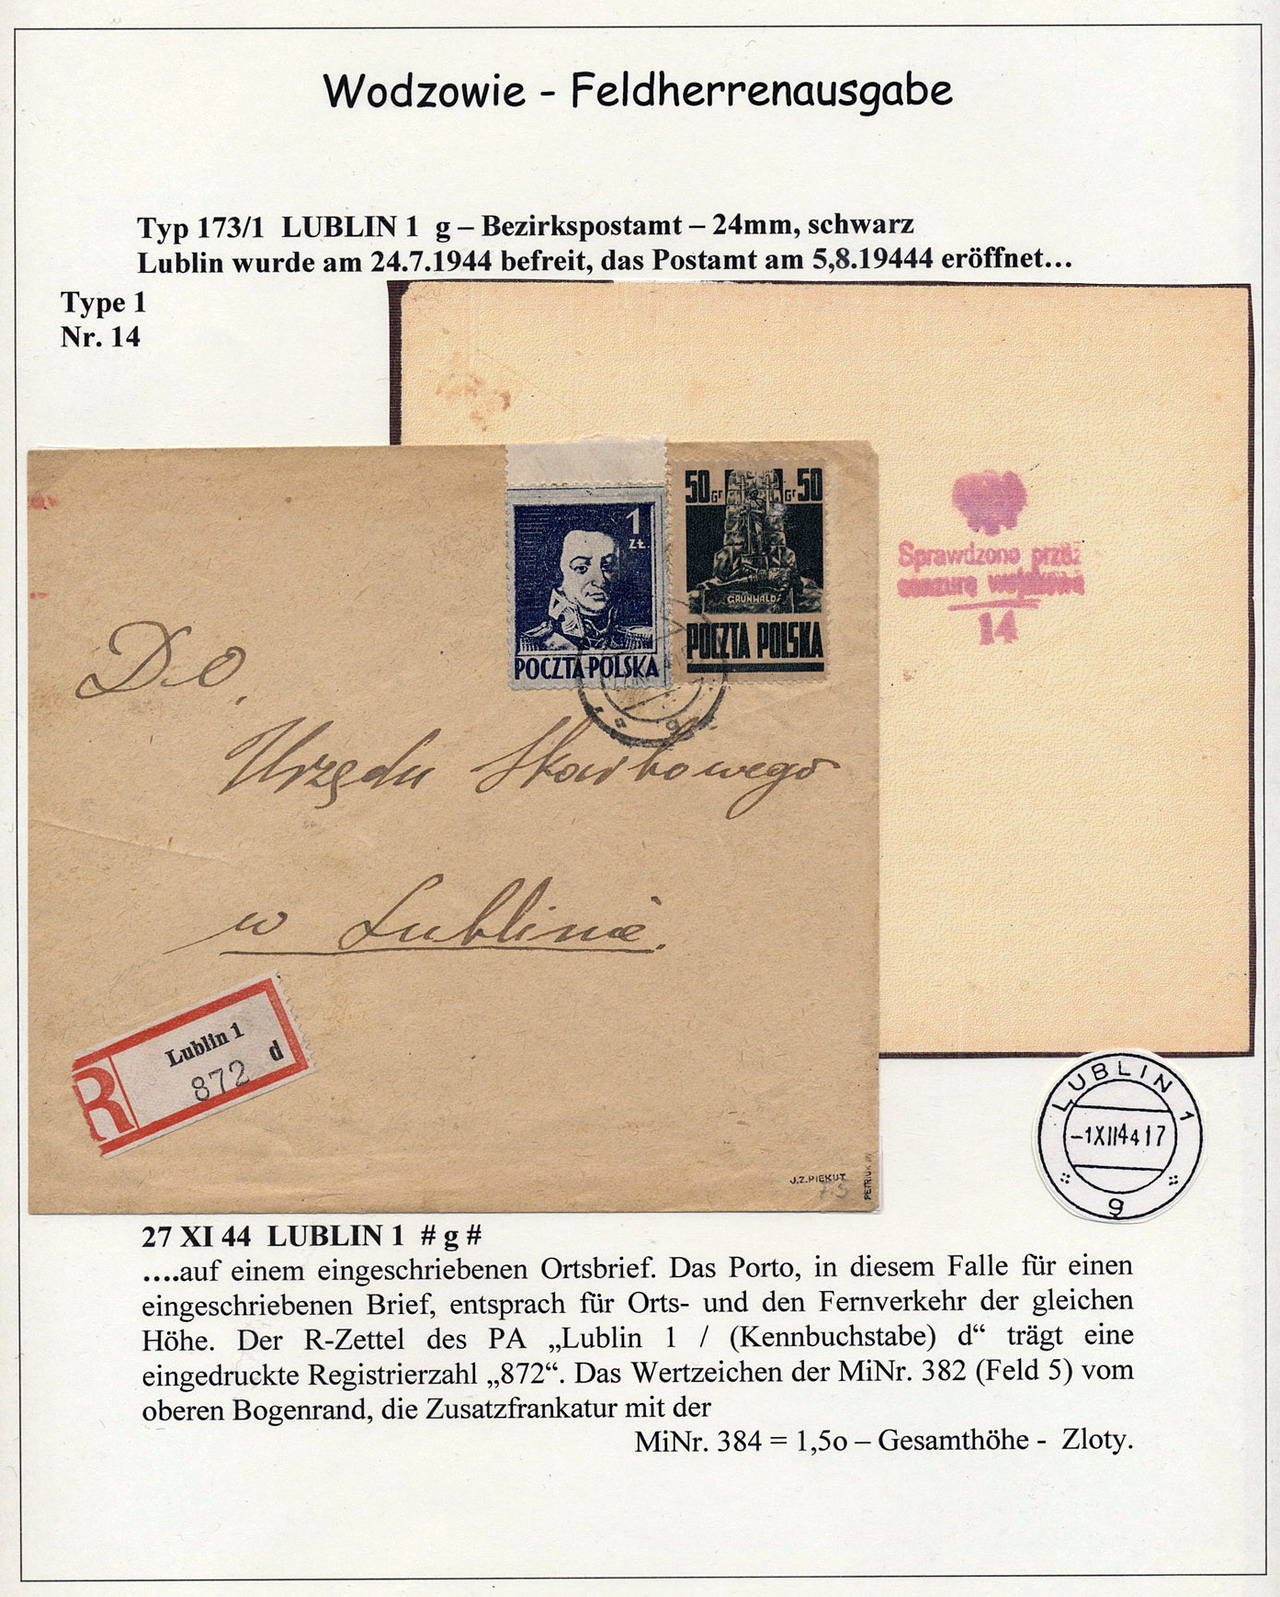 Wodzowie - Feldherrenausgabe
Typ 173/1 LUBLIN 1 g – Bezirkspostamt – 24mm, schwarz
Lublin wurde am 24.7.1944 befreit, das Postamt am 5,8.19444 eröffnet…
Type 1
Nr. 14
1
ZŁ.
POCZTA POLSKA
50 Gr Gr 50
GRUNWALD
POCZTA POLSKA
g
Sprawdzono przez
cenzurę wojskową
14
Do
Urzędu Skarbowego
w Lublinie.
R
Lublin 1
872 d
J.Z.PIEKUT
LUBLIN 1
-1XII44 17
g
27 XI 44 LUBLIN 1 # g #
….auf einem eingeschriebenen Ortsbrief. Das Porto, in diesem Falle für einen
eingeschriebenen Brief, entsprach für Orts- und den Fernverkehr der gleichen
Höhe. Der R-Zettel des PA „Lublin 1 / (Kennbuchstabe) d“ trägt eine
eingedruckte Registrierzahl „872“. Das Wertzeichen der MiNr. 382 (Feld 5) vom
oberen Bogenrand, die Zusatzfrankatur mit der
MiNr. 384 = 1,5o – Gesamthöhe - Zloty.